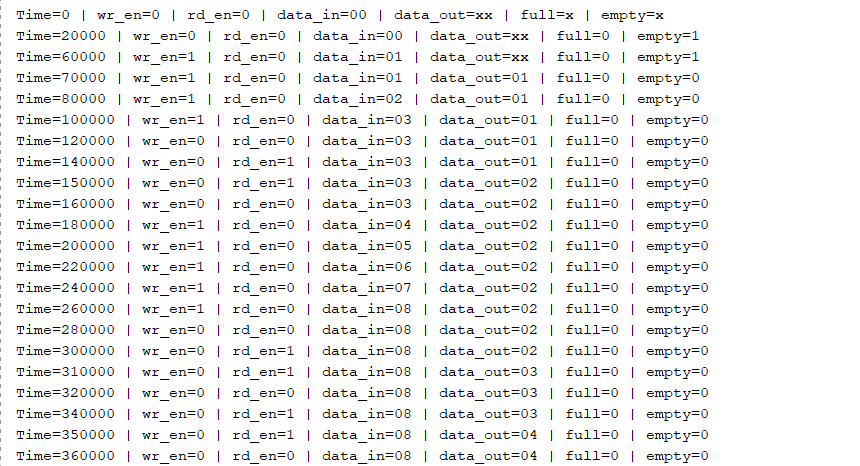 Time=0 | wr_en=0 | rd_en=0 | data_in=00 | data_out=xx | full=x | empty=x
Time=20000 | wr_en=0 | rd_en=0 | data_in=00 | data_out=xx | full=0 | empty=1
Time=60000 | wr_en=1 | rd_en=0 | data_in=01 | data_out=xx | full=0 | empty=1
Time=70000 | wr_en=1 | rd_en=0 | data_in=01 | data_out=01 | full=0 | empty=0
Time=80000 | wr_en=1 | rd_en=0 | data_in=02 | data_out=01 | full=0 | empty=0
Time=100000 | wr_en=1 | rd_en=0 | data_in=03 | data_out=01 | full=0 | empty=0
Time=120000 | wr_en=0 | rd_en=0 | data_in=03 | data_out=01 | full=0 | empty=0
Time=140000 | wr_en=0 | rd_en=1 | data_in=03 | data_out=01 | full=0 | empty=0
Time=150000 | wr_en=0 | rd_en=1 | data_in=03 | data_out=02 | full=0 | empty=0
Time=160000 | wr_en=0 | rd_en=0 | data_in=03 | data_out=02 | full=0 | empty=0
Time=180000 | wr_en=1 | rd_en=0 | data_in=04 | data_out=02 | full=0 | empty=0
Time=200000 | wr_en=1 | rd_en=0 | data_in=05 | data_out=02 | full=0 | empty=0
Time=220000 | wr_en=1 | rd_en=0 | data_in=06 | data_out=02 | full=0 | empty=0
Time=240000 | wr_en=1 | rd_en=0 | data_in=07 | data_out=02 | full=0 | empty=0
Time=260000 | wr_en=1 | rd_en=0 | data_in=08 | data_out=02 | full=0 | empty=0
Time=280000 | wr_en=0 | rd_en=0 | data_in=08 | data_out=02 | full=0 | empty=0
Time=300000 | wr_en=0 | rd_en=1 | data_in=08 | data_out=02 | full=0 | empty=0
Time=310000 | wr_en=0 | rd_en=1 | data_in=08 | data_out=03 | full=0 | empty=0
Time=320000 | wr_en=0 | rd_en=0 | data_in=08 | data_out=03 | full=0 | empty=0
Time=340000 | wr_en=0 | rd_en=1 | data_in=08 | data_out=03 | full=0 | empty=0
Time=350000 | wr_en=0 | rd_en=1 | data_in=08 | data_out=04 | full=0 | empty=0
Time=360000 | wr_en=0 | rd_en=0 | data_in=08 | data_out=04 | full=0 | empty=0